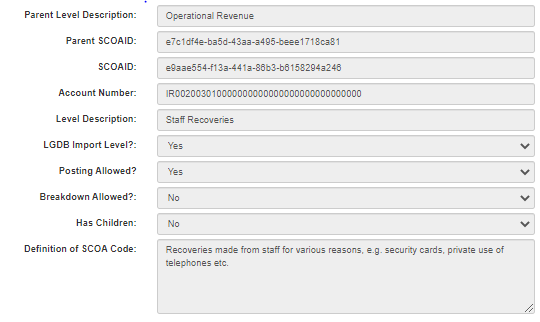 Parent Level Description: Operational Revenue
Parent SCOAID: e7c1df4e-ba5d-43aa-a495-beee1718ca81
SCOAID: e9aae554-f13a-441a-86b3-b6158294a246
Account Number: IR002003010000000000000000000000000000
Level Description: Staff Recoveries
LGDB Import Level?: Yes
Posting Allowed? Yes
Breakdown Allowed?: No
Has Children: No
Definition of SCOA Code: Recoveries made from staff for various reasons, e.g. security cards, private use of
telephones etc.